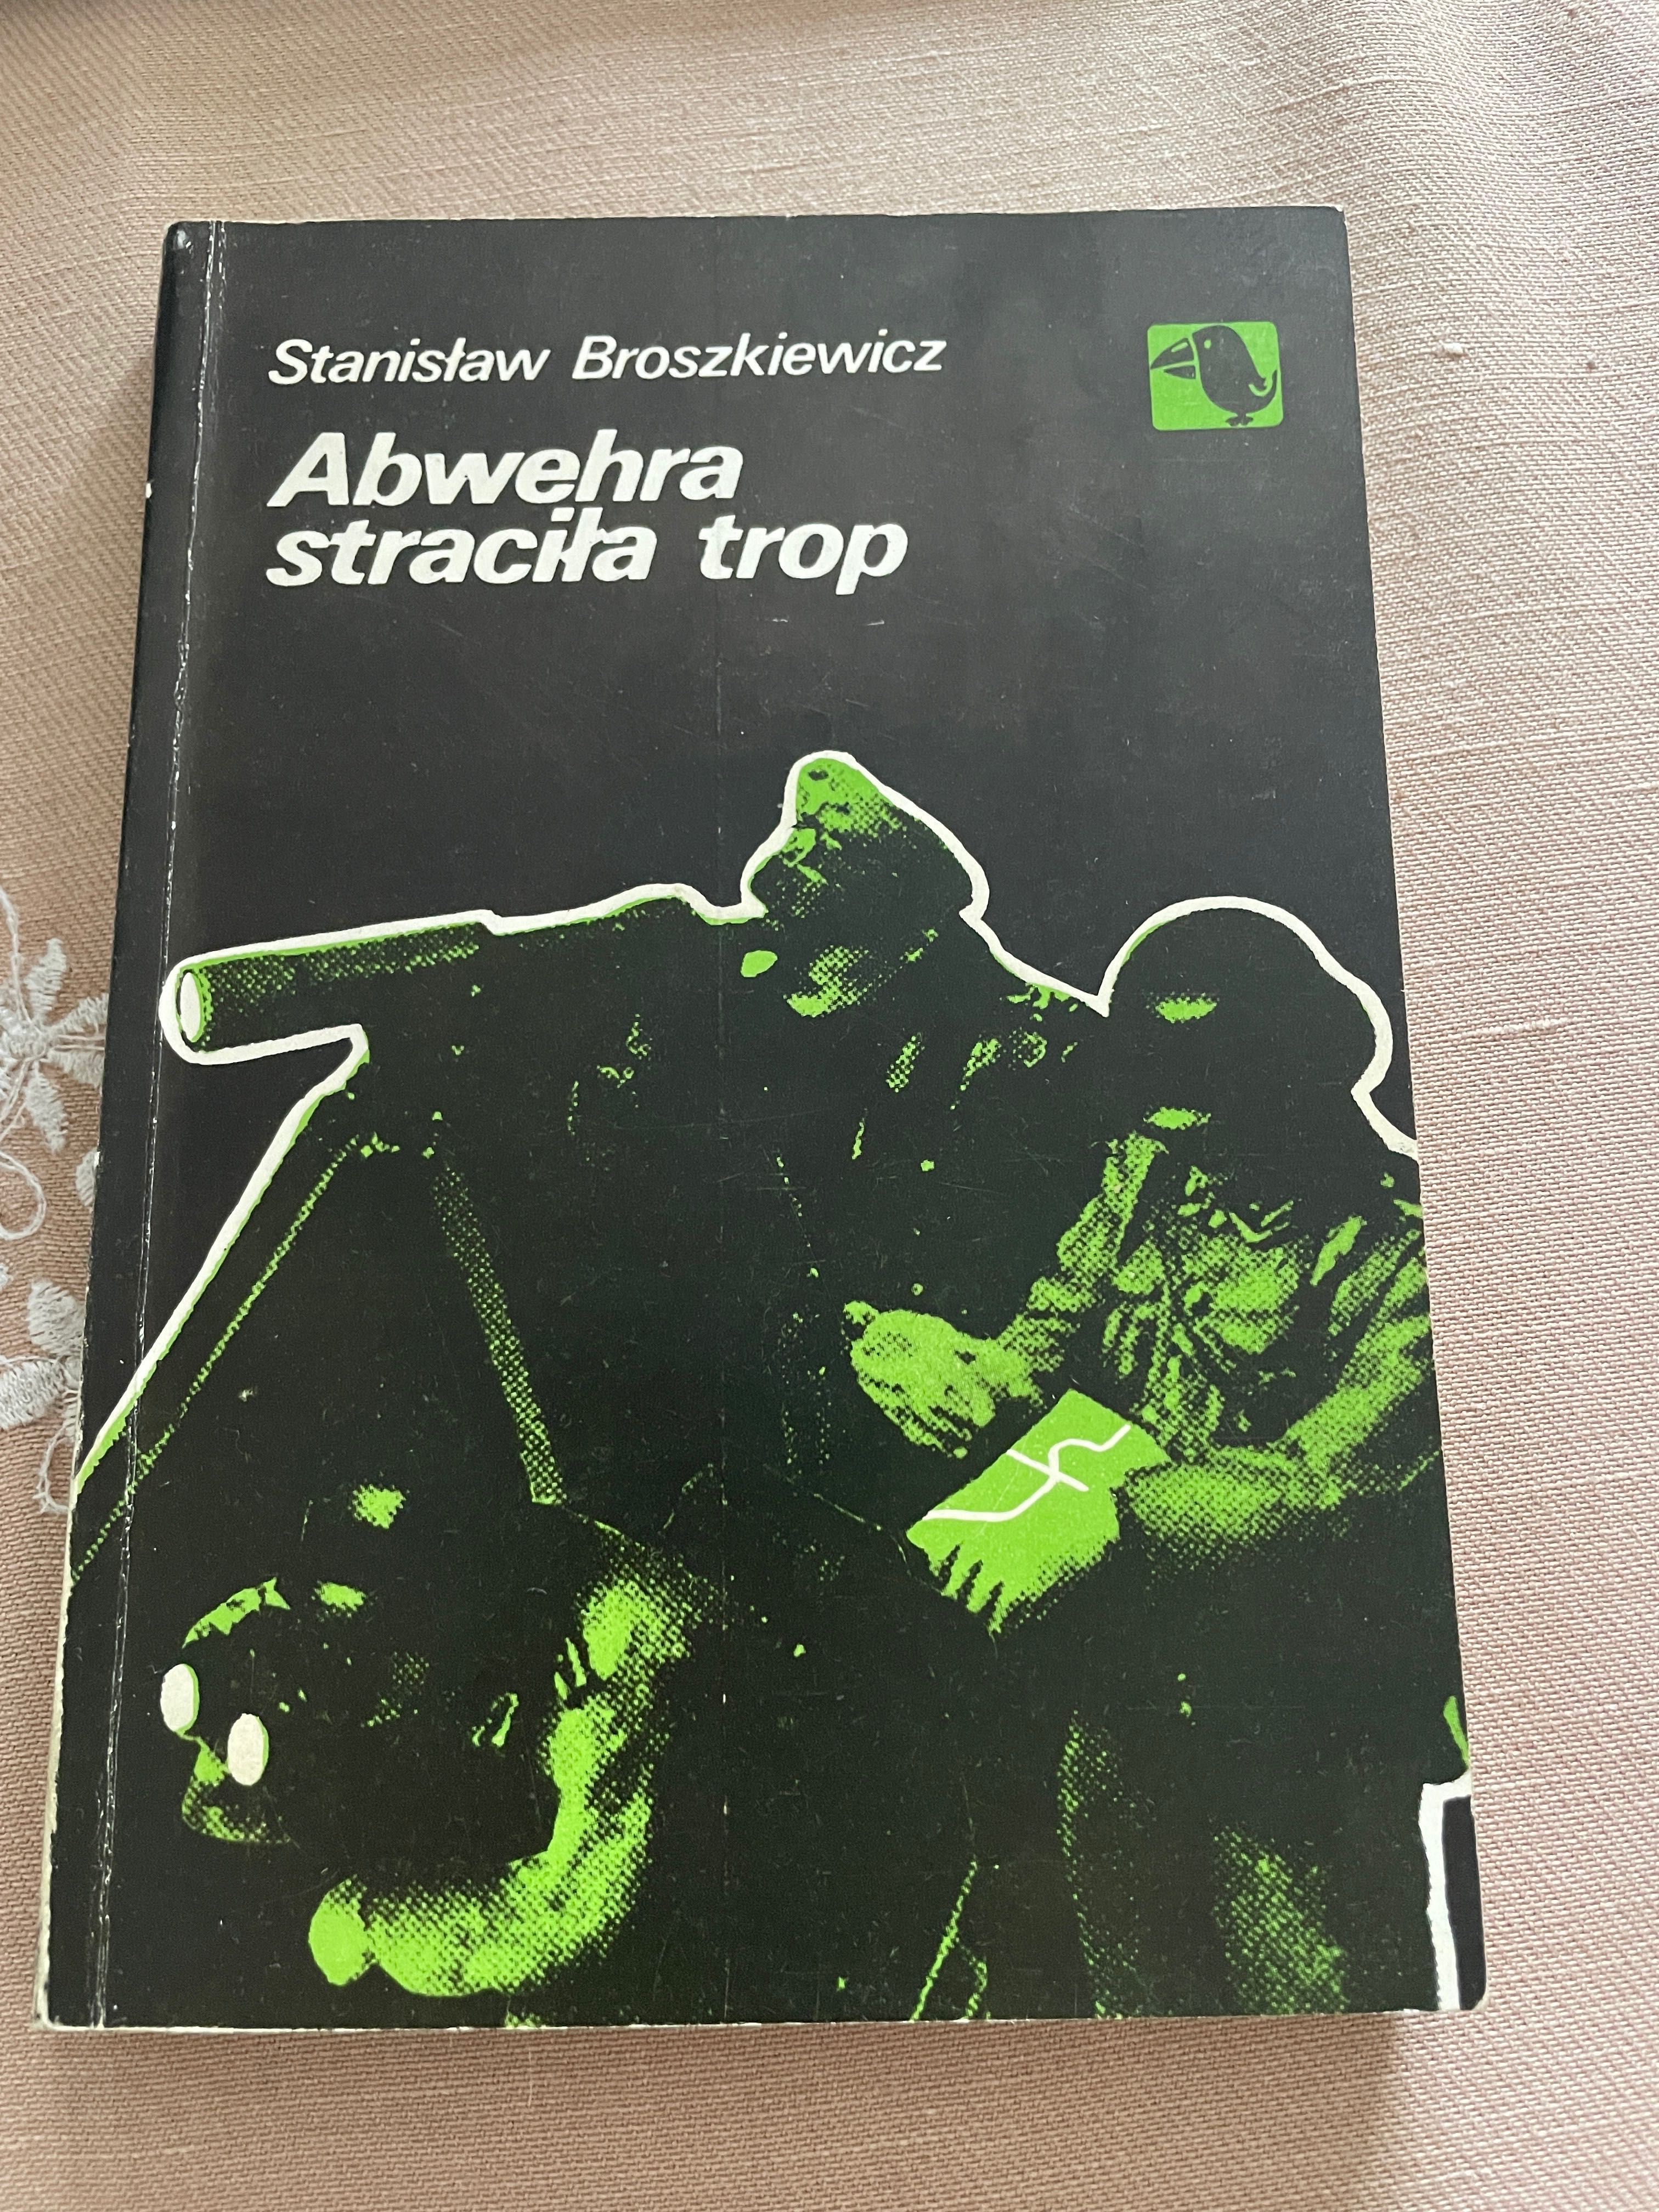 Stanisław Broszkiewicz
Abwehra
straciła trop